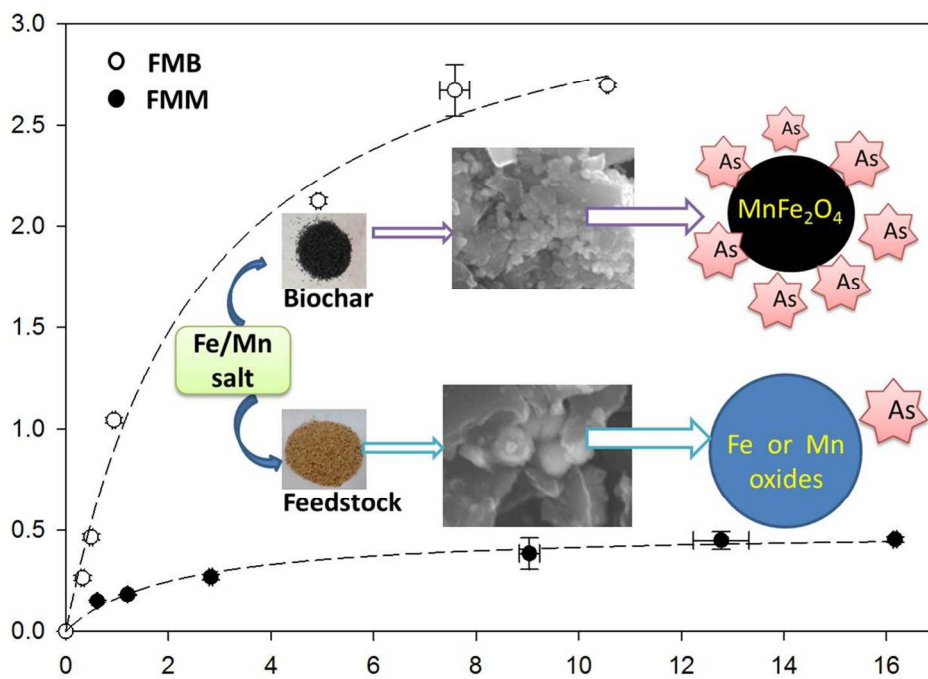 3.0
FMB
FMM
2.5
2.0
1.5
1.0
0.5
0.0
As
As
As
MnFe₂O₄
As
As
As
As
Biochar
Fe/Mn
salt
Feedstock
Fe or Mn
oxides
As
0 2 4 6 8 10 12 14 16